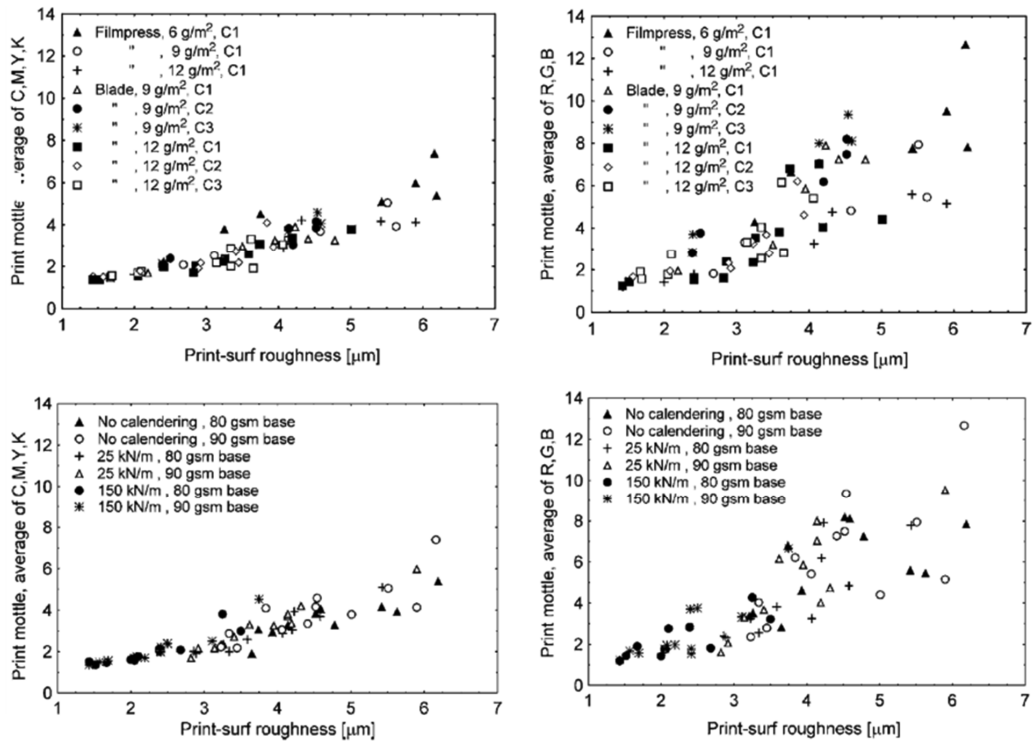 14
12
10
8
6
4
2
0
1 2 3 4 5 6 7
Print mottle, average of C,M,Y,K
Print-surf roughness [μm]
Filmpress, 6 g/m², C1
" , 9 g/m², C1
" , 12 g/m², C1
Blade, 9 g/m², C1
" , 9 g/m², C2
" , 9 g/m², C3
" , 12 g/m², C1
" , 12 g/m², C2
" , 12 g/m², C3
14
12
10
8
6
4
2
0
1 2 3 4 5 6 7
Print mottle, average of R,G,B
Print-surf roughness [μm]
Filmpress, 6 g/m², C1
" , 9 g/m², C1
" , 12 g/m², C1
Blade, 9 g/m², C1
" , 9 g/m², C2
" , 9 g/m², C3
" , 12 g/m², C1
" , 12 g/m², C2
" , 12 g/m², C3
14
12
10
8
6
4
2
0
1 2 3 4 5 6 7
Print mottle, average of C,M,Y,K
Print-surf roughness [μm]
No calendering , 80 gsm base
No calendering , 90 gsm base
25 kN/m , 80 gsm base
25 kN/m , 90 gsm base
150 kN/m , 80 gsm base
150 kN/m , 90 gsm base
14
12
10
8
6
4
2
0
1 2 3 4 5 6 7
Print mottle, average of R,G,B
Print-surf roughness [μm]
No calendering , 80 gsm base
No calendering , 90 gsm base
25 kN/m , 80 gsm base
25 kN/m , 90 gsm base
150 kN/m , 80 gsm base
150 kN/m , 90 gsm base